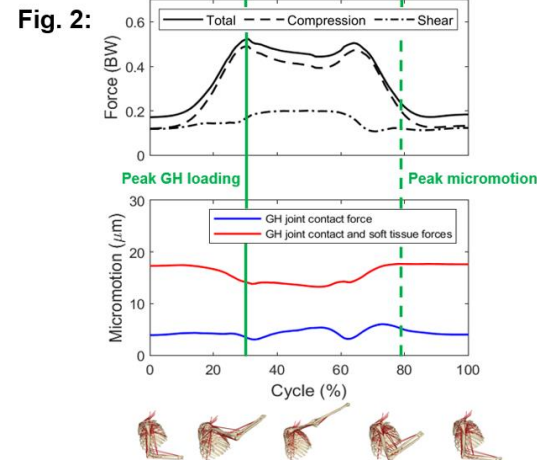 Fig. 2:
Total Compression Shear
Force (BW)
0.6
0.4
0.2
0
Peak GH loading
Peak micromotion
GH joint contact force
GH joint contact and soft tissue forces
Micromotion (μm)
30
20
10
0
0 20 40 60 80 100
Cycle (%)